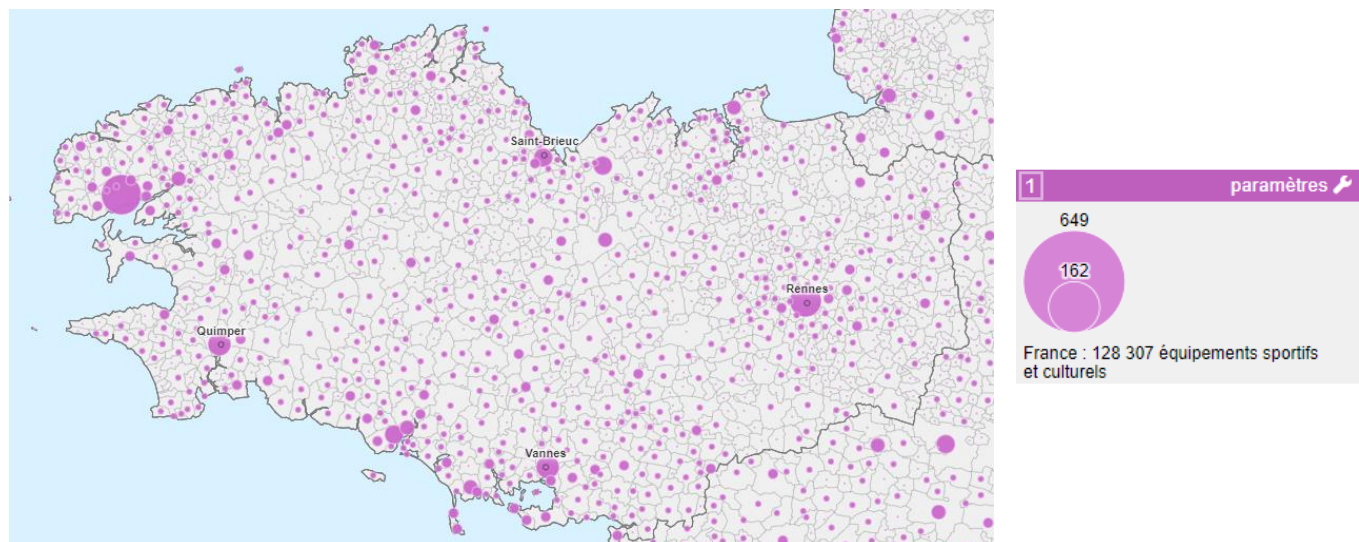 Saint-Brieuc
Rennes
Quimper
Vannes
1 paramètres
649
162
France : 128 307 équipements sportifs
et culturels